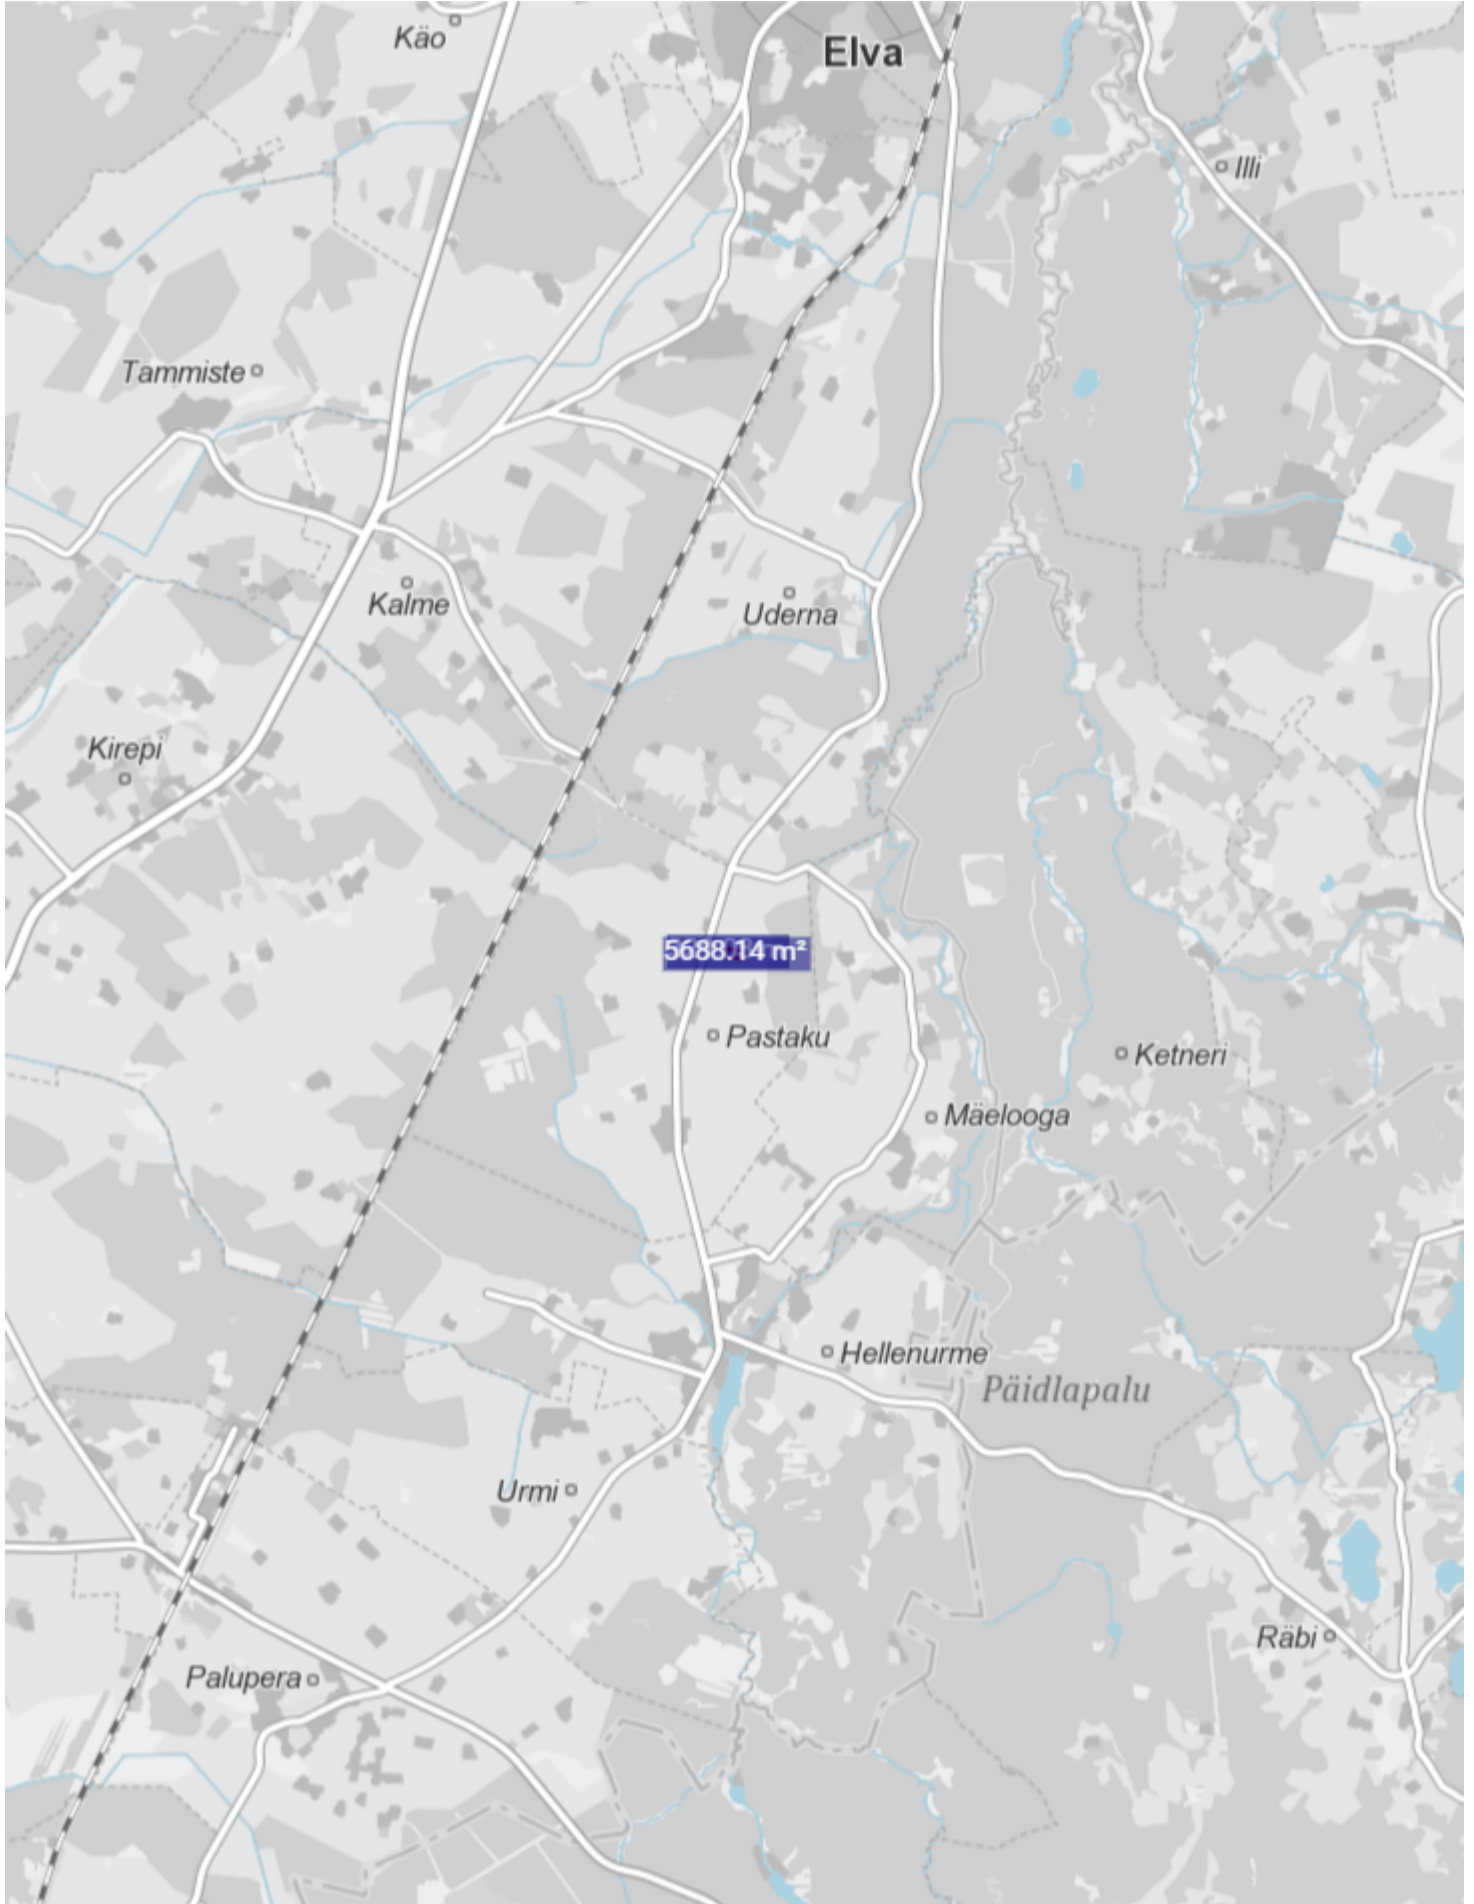 Käo
Elva
Illi
Tammiste
Kalme
Uderna
Kirepi
5688.14 m²
Pastaku
Ketneri
Mäelooga
Hellenurme
Päidlapalu
Urmi
Räbi
Palupera